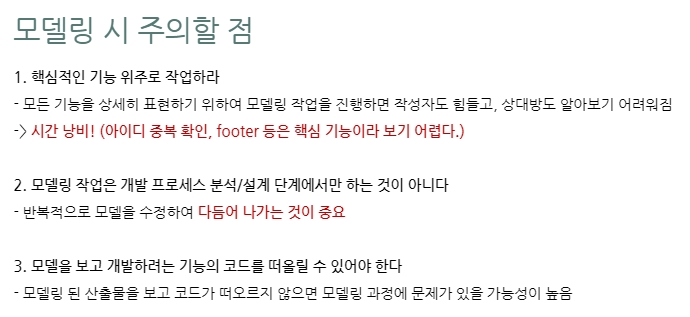 모델링 시 주의할 점
1. 핵심적인 기능 위주로 작업하라
- 모든 기능을 상세히 표현하기 위하여 모델링 작업을 진행하면 작성자도 힘들고, 상대방도 알아보기 어려워짐
-> 시간 낭비! (아이디 중복 확인, footer 등은 핵심 기능이라 보기 어렵다.)
2. 모델링 작업은 개발 프로세스 분석/설계 단계에서만 하는 것이 아니다
- 반복적으로 모델을 수정하여 다듬어 나가는 것이 중요
3. 모델을 보고 개발하려는 기능의 코드를 떠올릴 수 있어야 한다
- 모델링 된 산출물을 보고 코드가 떠오르지 않으면 모델링 과정에 문제가 있을 가능성이 높음